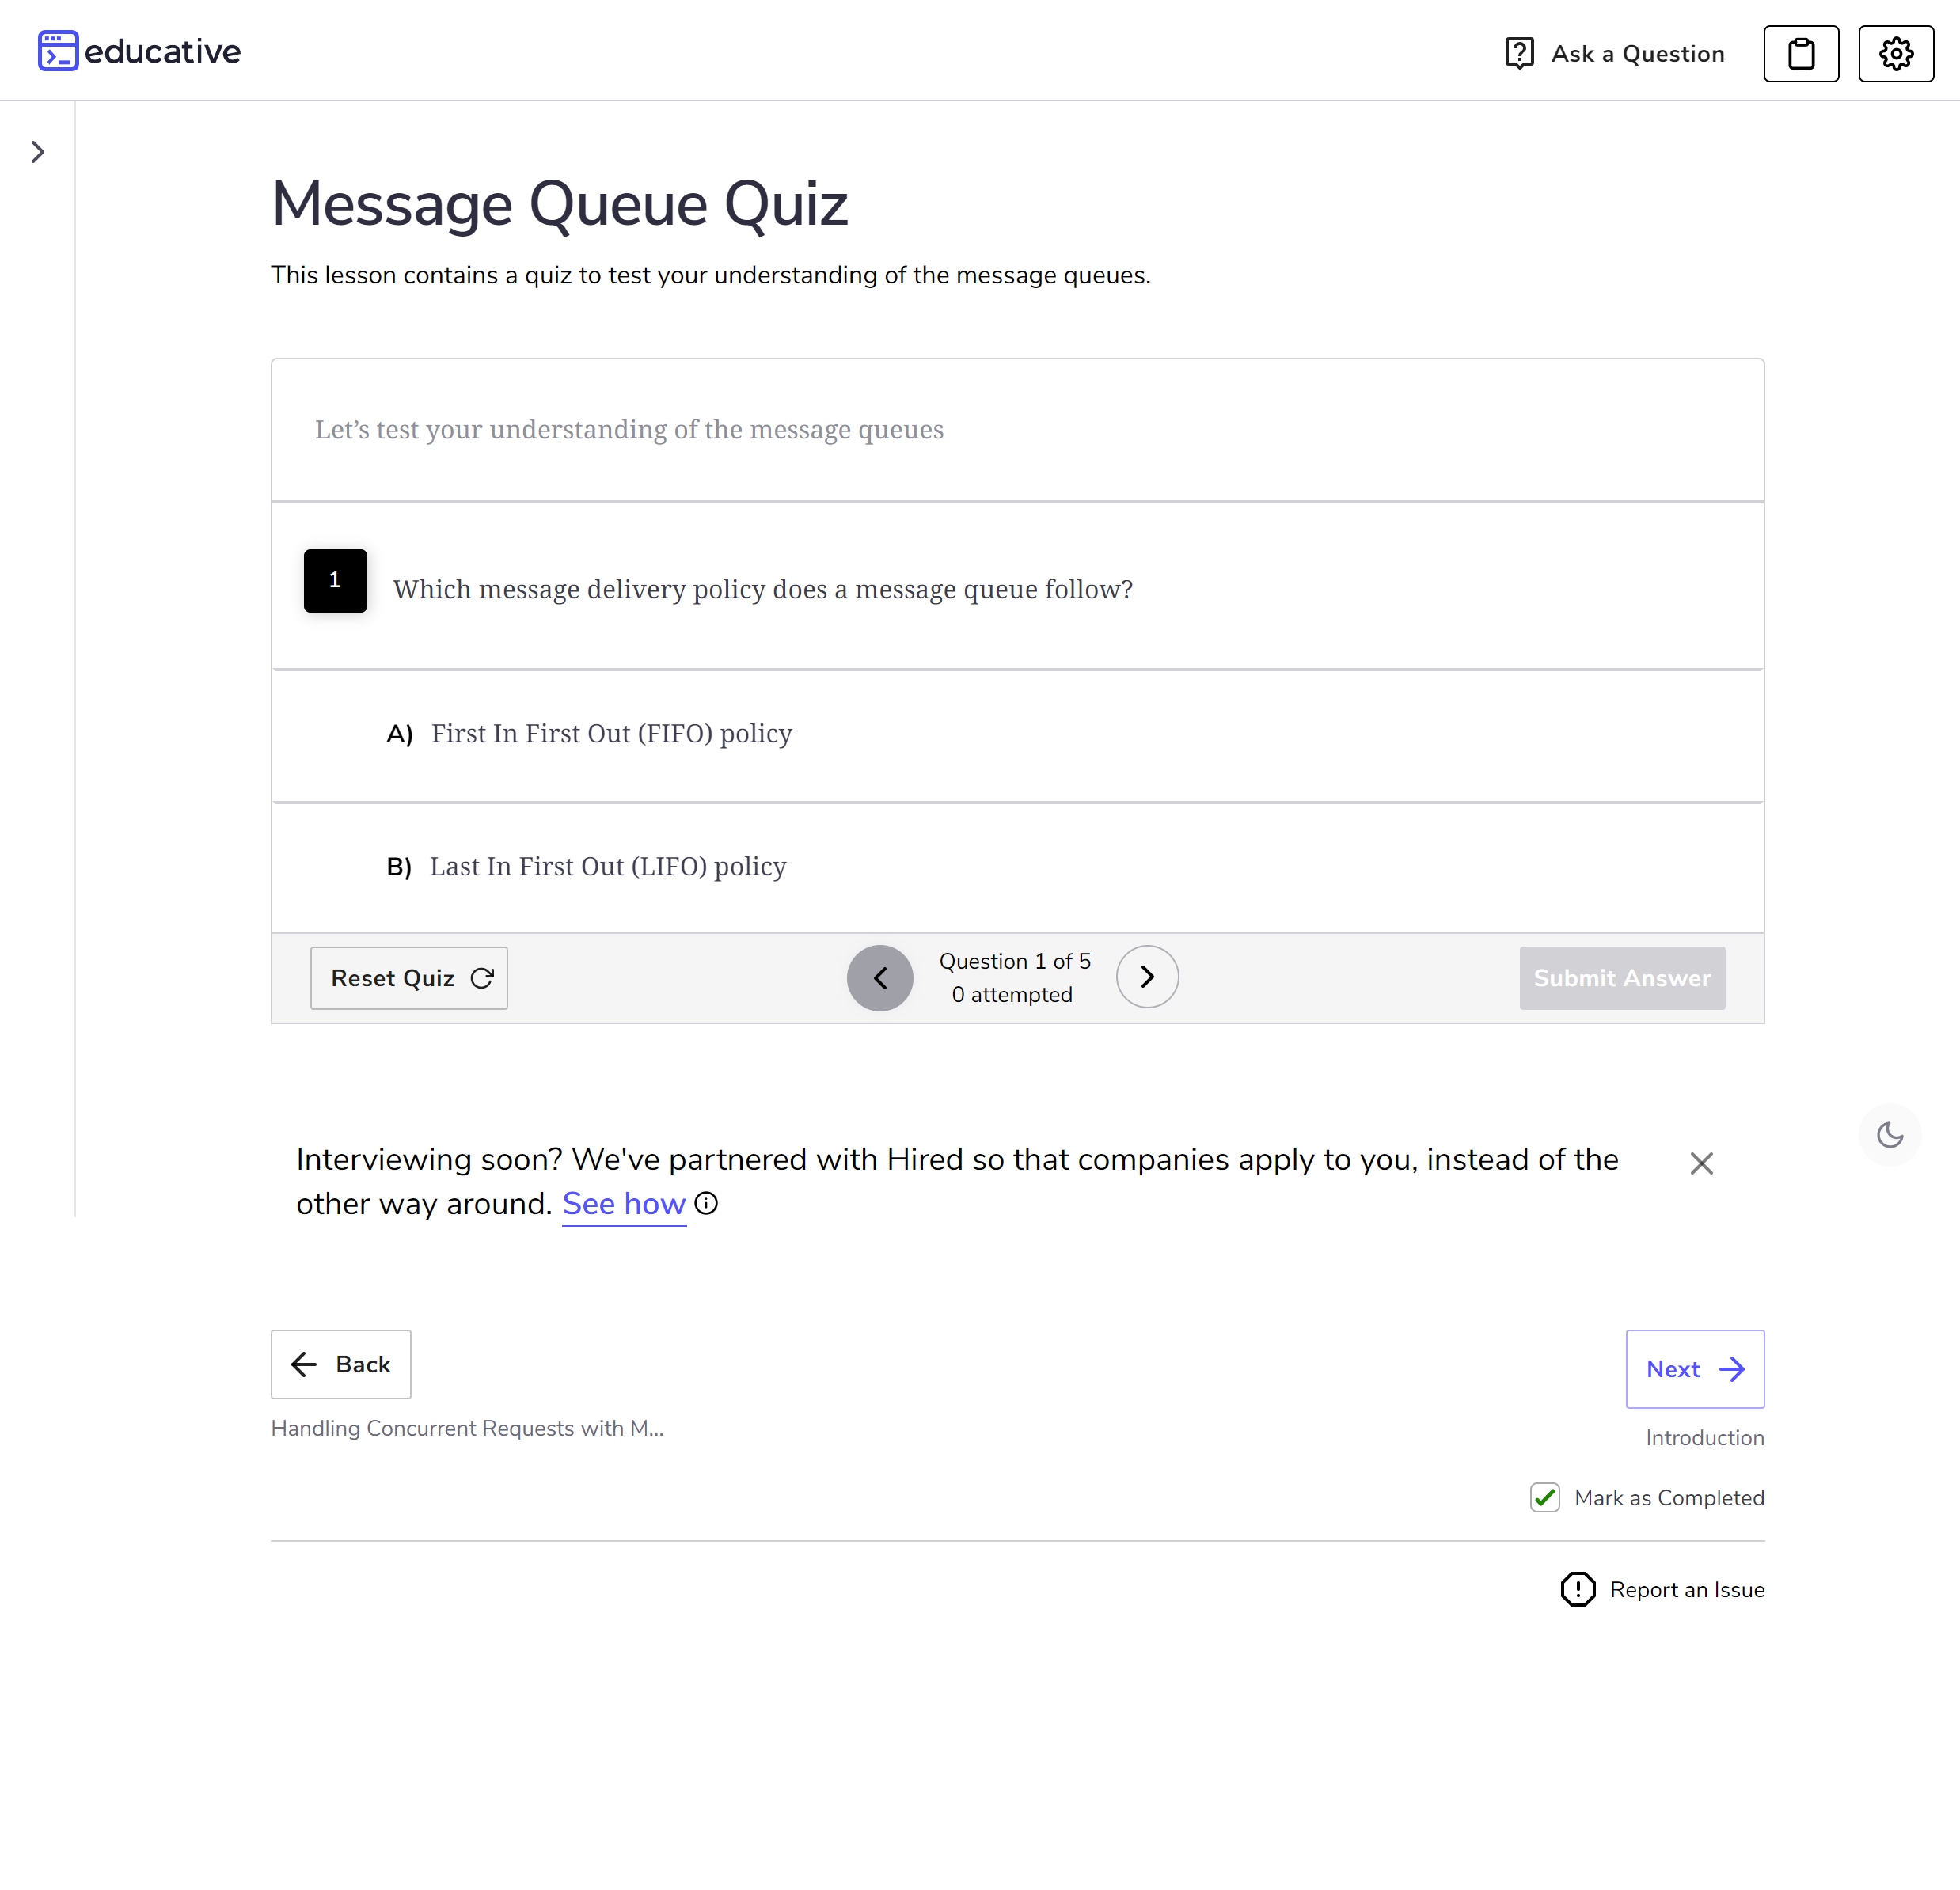 educative
Ask a Question
Message Queue Quiz
This lesson contains a quiz to test your understanding of the message queues.
Let’s test your understanding of the message queues
1
Which message delivery policy does a message queue follow?
A) First In First Out (FIFO) policy
B) Last In First Out (LIFO) policy
Reset Quiz
Question 1 of 5
0 attempted
Submit Answer
Interviewing soon? We've partnered with Hired so that companies apply to you, instead of the
other way around. See how
Back
Next
Handling Concurrent Requests with M...
Introduction
Mark as Completed
Report an Issue